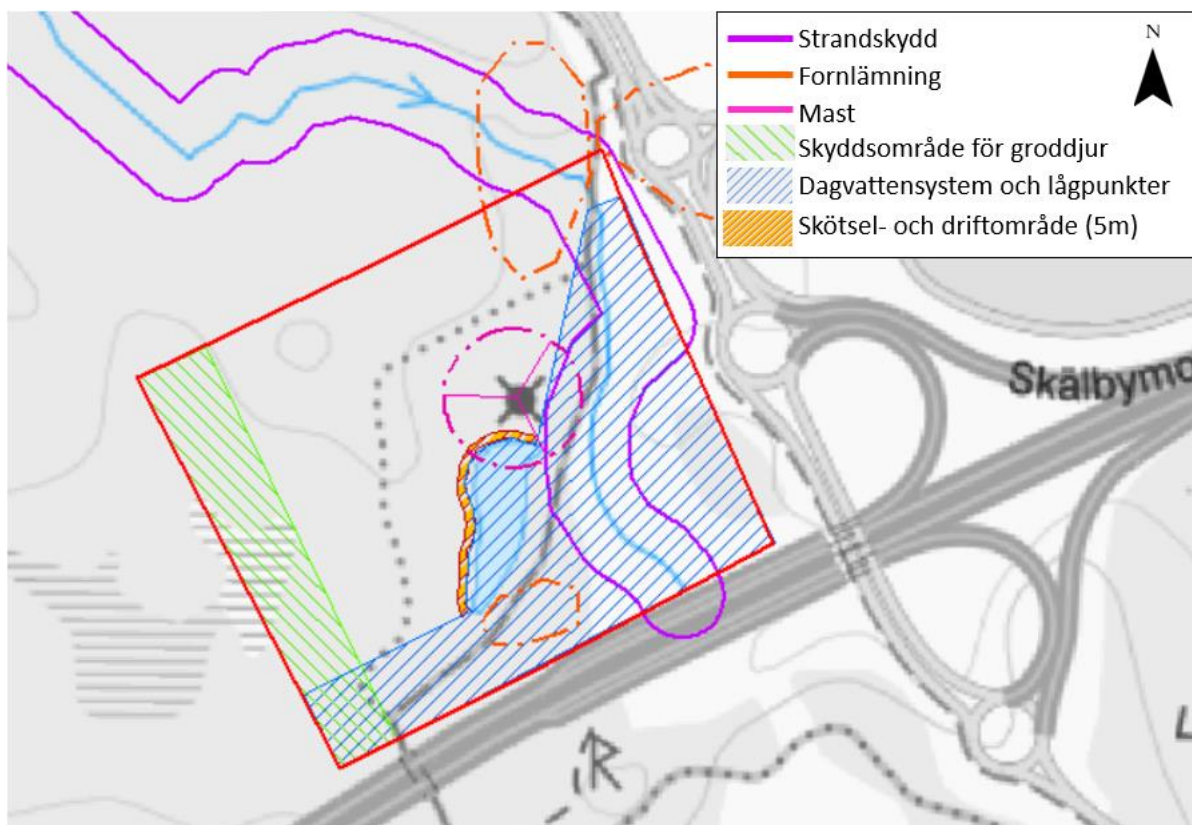 Strandskydd
Fornlämning
Mast
Skyddsområde för groddjur
Dagvattensystem och lågpunkter
Skötsel- och driftområde (5m)
N
Skälbymo
R
L